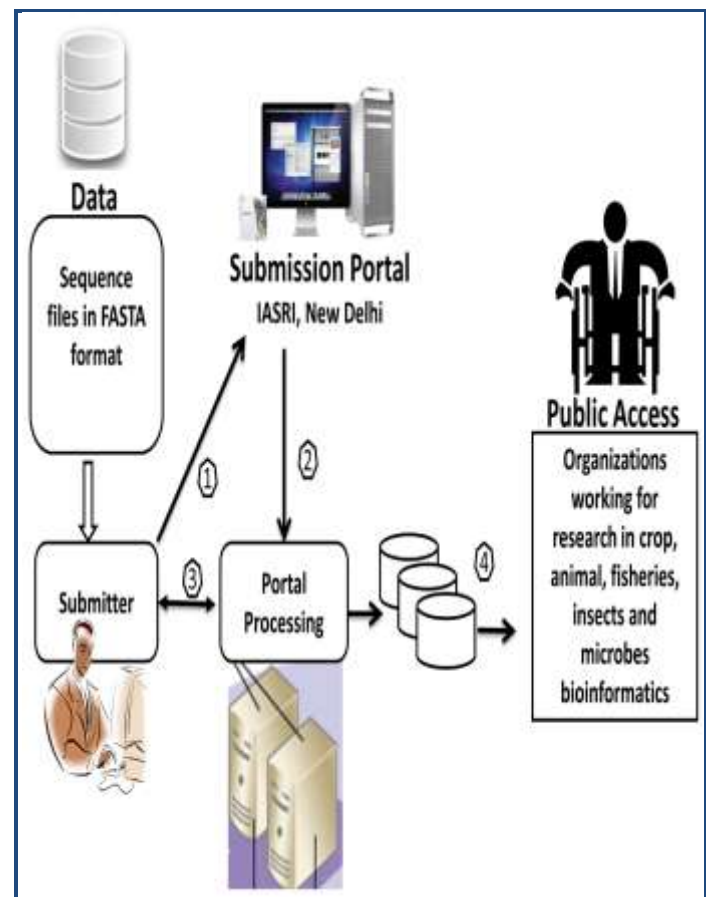 Data
Sequence
files in FASTA
format
Submission Portal
IASRI, New Delhi
Public Access
Organizations
working for
research in crop,
animal, fisheries,
insects and
microbes
bioinformatics
1
2
3
4
Submitter
Portal
Processing